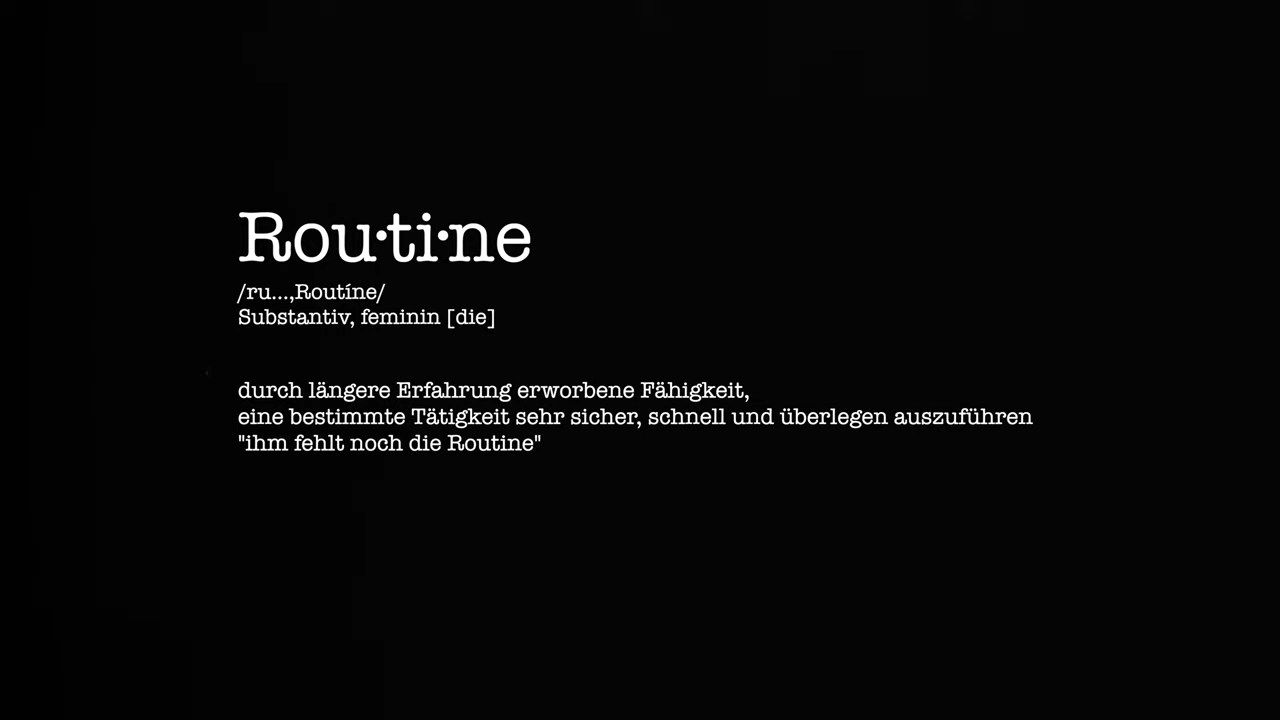 Rou·ti·ne
/ru...,Routíne/
Substantiv, feminin [die]
durch längere Erfahrung erworbene Fähigkeit,
eine bestimmte Tätigkeit sehr sicher, schnell und überlegen auszuführen
"ihm fehlt noch die Routine"